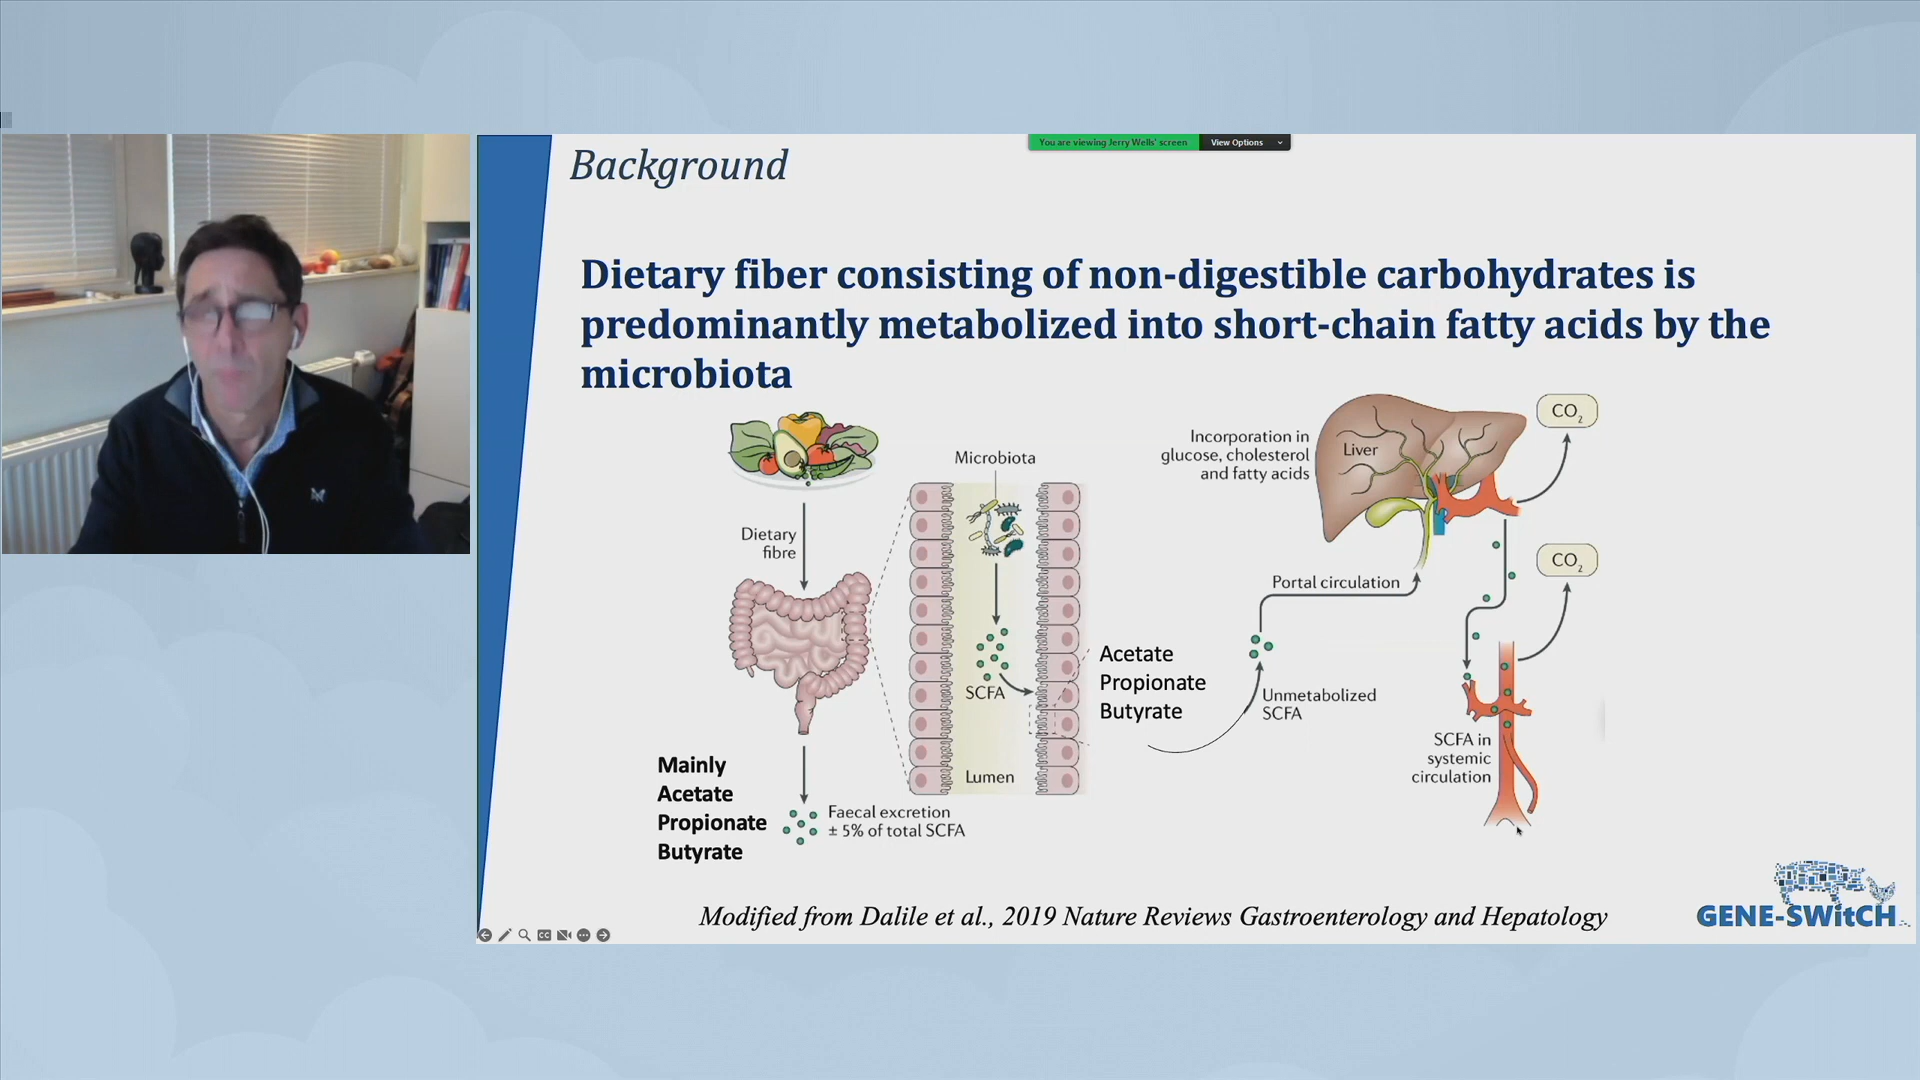 You are viewing Jerry Wells' screen
View Options
Background
Dietary fiber consisting of non-digestible carbohydrates is
predominantly metabolized into short-chain fatty acids by the
microbiota
Dietary
fibre
Mainly
Acetate
Propionate
Butyrate
Faecal excretion
± 5% of total SCFA
Microbiota
SCFA
Lumen
Acetate
Propionate
Butyrate
Unmetabolized
SCFA
Portal circulation
Incorporation in
glucose, cholesterol
and fatty acids
Liver
CO₂
CO₂
SCFA in
systemic
circulation
Modified from Dalile et al., 2019 Nature Reviews Gastroenterology and Hepatology
GENE-SWitCH
CC